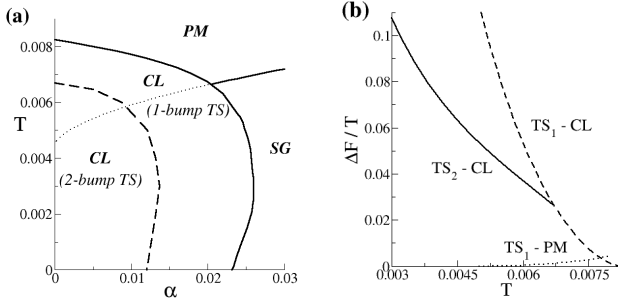 (a)
PM
0.008
CL
0.006
(1-bump TS)
T
0.004
CL
SG
(2-bump TS)
0.002
0
0
0.01
0.02
0.03
α
(b)
0.1
0.08
TS1 - CL
0.06
ΔF / T
TS2 - CL
0.04
0.02
TS1 - PM
0
0.003
0.0045
0.006
0.0075
T